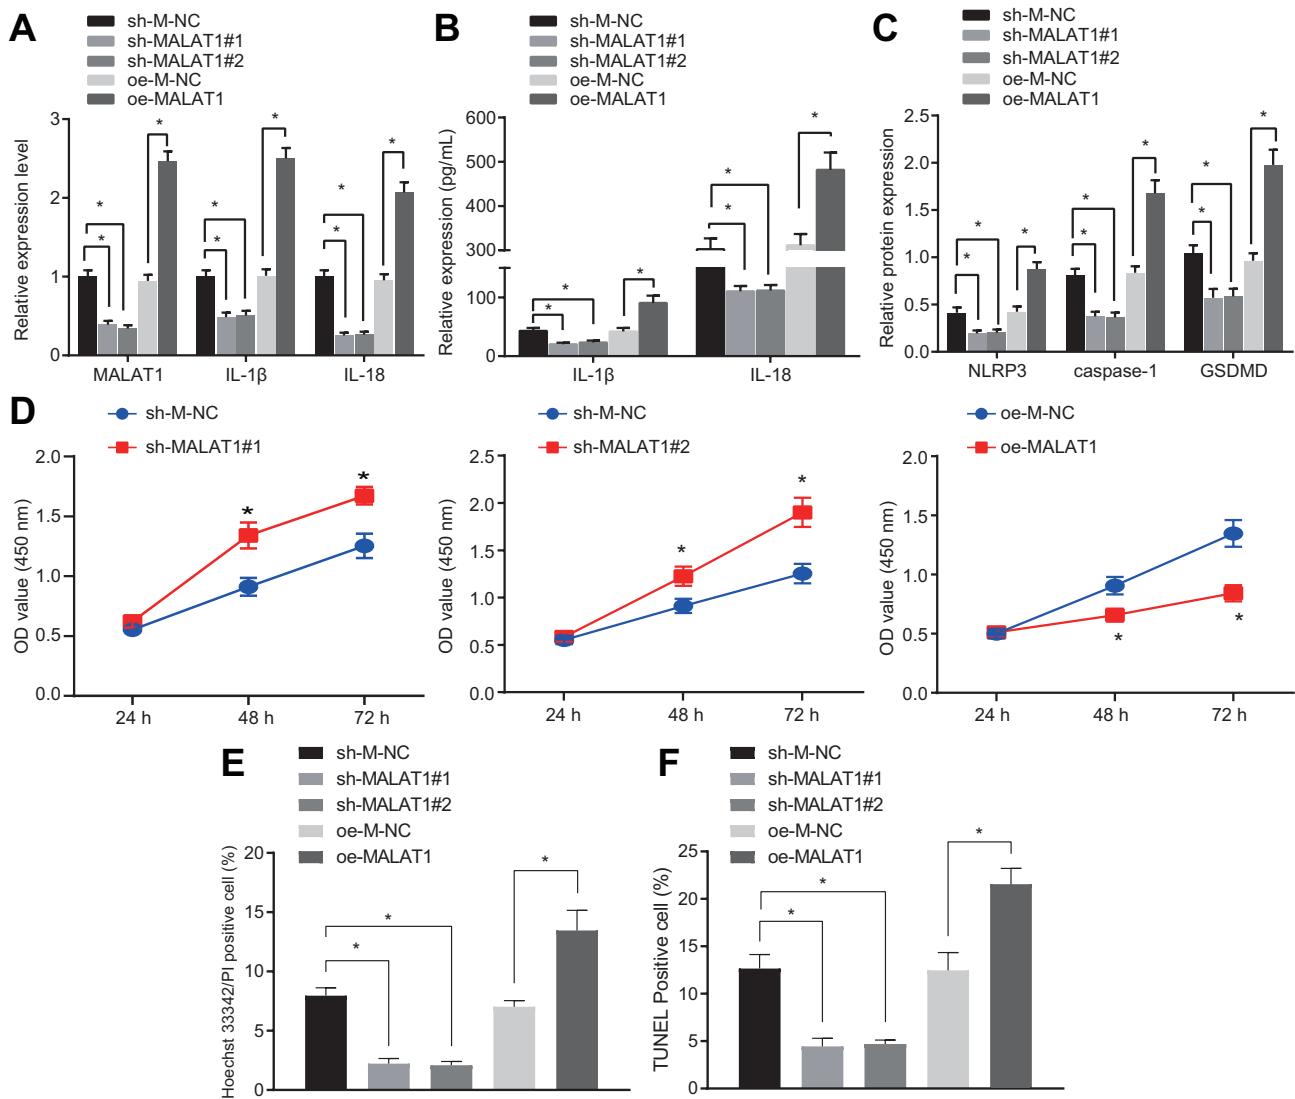 A
sh-M-NC
sh-MALAT1#1
sh-MALAT1#2
oe-M-NC
oe-MALAT1
Relative expression level
3
2
1
0
* * * * * * * * *
MALAT1 IL-1β IL-18
B
sh-M-NC
sh-MALAT1#1
sh-MALAT1#2
oe-M-NC
oe-MALAT1
Relative expression (pg/mL)
600
500
400
300
100
0
* * * * * *
IL-1β IL-18
C
sh-M-NC
sh-MALAT1#1
sh-MALAT1#2
oe-M-NC
oe-MALAT1
Relative protein expression
2.5
2.0
1.5
1.0
0.5
0.0
* * * * * * * * *
NLRP3 caspase-1 GSDMD
D
sh-M-NC
sh-MALAT1#1
OD value (450 nm)
2.0
1.5
1.0
0.5
0.0
* *
24 h 48 h 72 h
sh-M-NC
sh-MALAT1#2
OD value (450 nm)
2.5
2.0
1.5
1.0
0.5
0.0
* *
24 h 48 h 72 h
oe-M-NC
oe-MALAT1
OD value (450 nm)
2.0
1.5
1.0
0.5
0.0
* *
24 h 48 h 72 h
E
sh-M-NC
sh-MALAT1#1
sh-MALAT1#2
oe-M-NC
oe-MALAT1
Hoechst 33342/PI positive cell (%)
20
15
10
5
0
* * *
F
sh-M-NC
sh-MALAT1#1
sh-MALAT1#2
oe-M-NC
oe-MALAT1
TUNEL Positive cell (%)
25
20
15
10
5
0
* * *